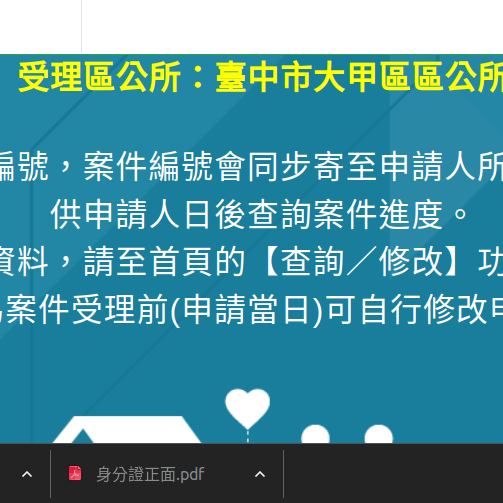 受理區公所：臺中市大甲區區公所
編號，案件編號會同步寄至申請人所
供申請人日後查詢案件進度。
資料，請至首頁的【查詢／修改】功
案件受理前(申請當日)可自行修改申
身分證正面.pdf